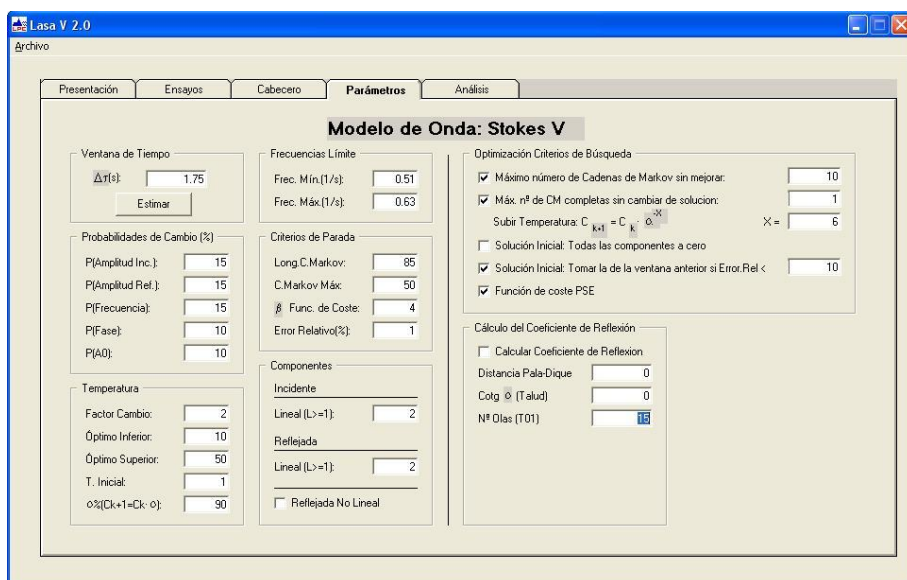 Lasa V 2.0
Archivo
Presentación Ensayos Cabecero Parámetros Análisis
Modelo de Onda: Stokes V
Ventana de Tiempo
Δτ(s): 1.75
Estimar
Probabilidades de Cambio (%)
P(Amplitud Inc.): 15
P(Amplitud Ref.): 15
P(Frecuencia): 15
P(Fase): 10
P(A0): 10
Temperatura
Factor Cambio: 2
Óptimo Inferior: 10
Óptimo Superior: 50
T. Inicial: 1
α%(Ck+1=Ck·α): 90
Frecuencias Límite
Frec. Mín.(1/s): 0.51
Frec. Máx.(1/s): 0.63
Criterios de Parada
Long.C.Markov: 85
C.Markov Máx: 50
β Func. de Coste: 4
Error Relativo(%): 1
Componentes
Incidente
Lineal (L>=1): 2
Reflejada
Lineal (L>=1): 2
Reflejada No Lineal
Optimización Criterios de Búsqueda
Máximo número de Cadenas de Markov sin mejorar: 10
Máx. nº de CM completas sin cambiar de solucion: 1
Subir Temperatura: C k+1 = C k · α -X X = 6
Solución Inicial: Todas las componentes a cero
Solución Inicial: Tomar la de la ventana anterior si Error.Rel < 10
Función de coste PSE
Cálculo del Coeficiente de Reflexión
Calcular Coeficiente de Reflexion
Distancia Pala-Dique 0
Cotg α (Talud) 0
Nº Olas (T01) 15